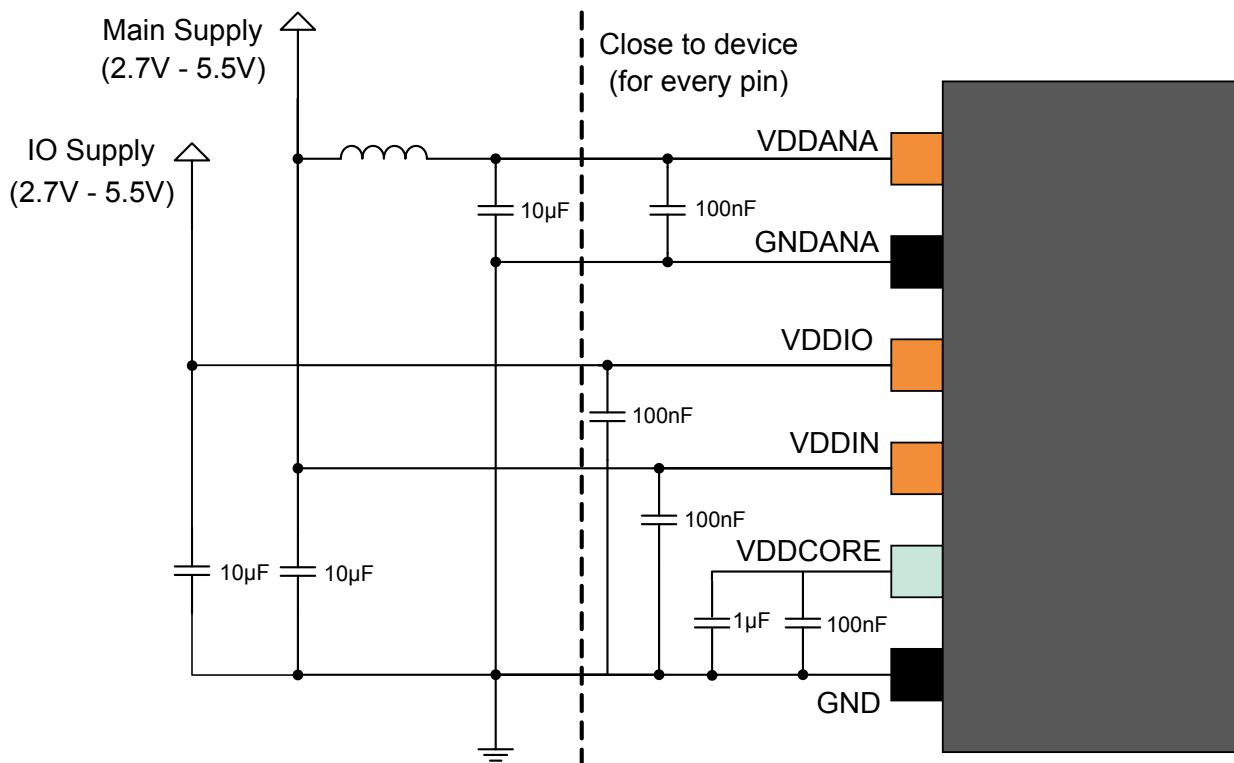 Main Supply
(2.7V - 5.5V)
Close to device
(for every pin)
IO Supply
(2.7V - 5.5V)
VDDANA
10µF
100nF
GNDANA
VDDIO
100nF
VDDIN
100nF
VDDCORE
10µF
10µF
1µF
100nF
GND